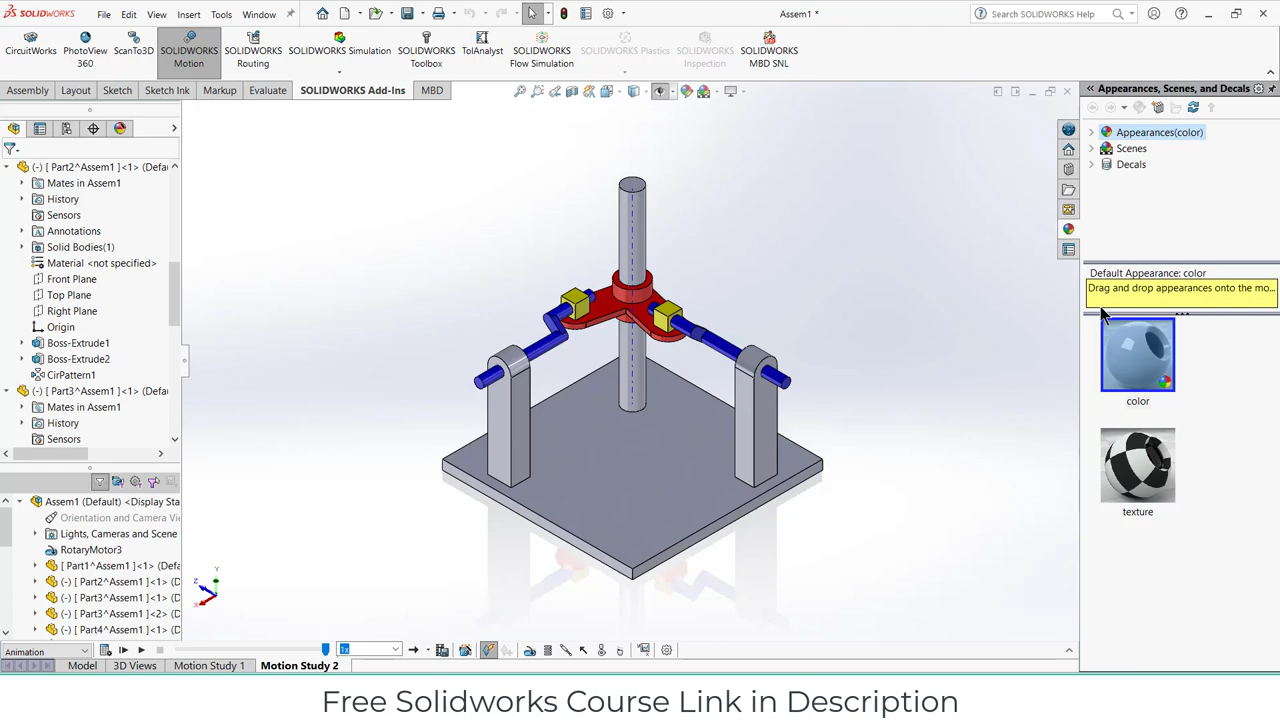 SOLIDWORKS File Edit View Insert Tools Window Assem1 * Search SOLIDWORKS Help
CircuitWorks PhotoView 360 ScanTo3D SOLIDWORKS Motion SOLIDWORKS Routing SOLIDWORKS Simulation SOLIDWORKS Toolbox TolAnalyst SOLIDWORKS Flow Simulation SOLIDWORKS Plastics SOLIDWORKS Inspection SOLIDWORKS MBD SNL
Assembly Layout Sketch Sketch Ink Markup Evaluate SOLIDWORKS Add-Ins MBD
Appearances, Scenes, and Decals
Appearances(color)
Scenes
Decals
Default Appearance: color
Drag and drop appearances onto the mo...
color
texture
(-) [ Part2^Assem1 ]<1> (Defau
Mates in Assem1
History
Sensors
Annotations
Solid Bodies(1)
Material <not specified>
Front Plane
Top Plane
Right Plane
Origin
Boss-Extrude1
Boss-Extrude2
CirPattern1
(-) [ Part3^Assem1 ]<1> (Defau
Mates in Assem1
History
Sensors
Assem1 (Default) <Display Sta
Orientation and Camera Vi
Lights, Cameras and Scene
RotaryMotor3
[ Part1^Assem1 ]<1> (Def
(-) [ Part2^Assem1 ]<1> (D
(-) [ Part3^Assem1 ]<1> (D
(-) [ Part3^Assem1 ]<2> (D
(-) [ Part4^Assem1 ]<1> (D
Y
Z
X
Animation 1x
Model 3D Views Motion Study 1 Motion Study 2
Free Solidworks Course Link in Description